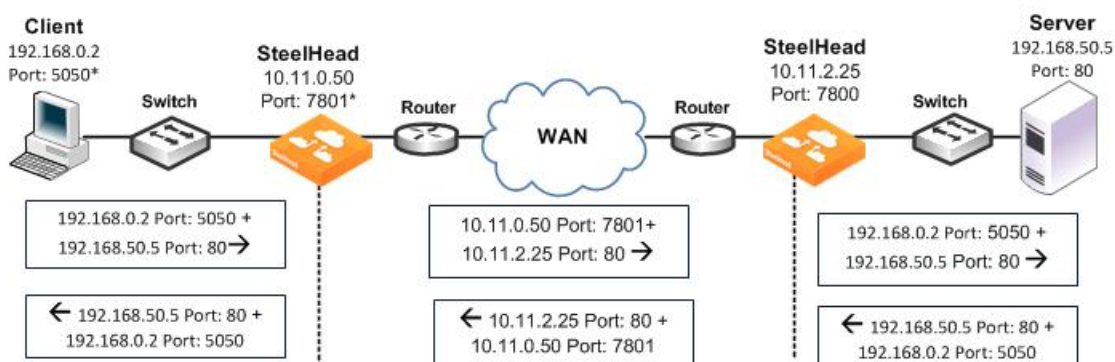 Client
192.168.0.2
Port: 5050*
SteelHead
10.11.0.50
Port: 7801*
Switch
Router
WAN
Router
SteelHead
10.11.2.25
Port: 7800
Switch
Server
192.168.50.5
Port: 80
192.168.0.2 Port: 5050 +
192.168.50.5 Port: 80→
10.11.0.50 Port: 7801+
10.11.2.25 Port: 80 →
192.168.0.2 Port: 5050 +
192.168.50.5 Port: 80 →
← 192.168.50.5 Port: 80 +
192.168.0.2 Port: 5050
← 10.11.2.25 Port: 80 +
10.11.0.50 Port: 7801
← 192.168.50.5 Port: 80 +
192.168.0.2 Port: 5050